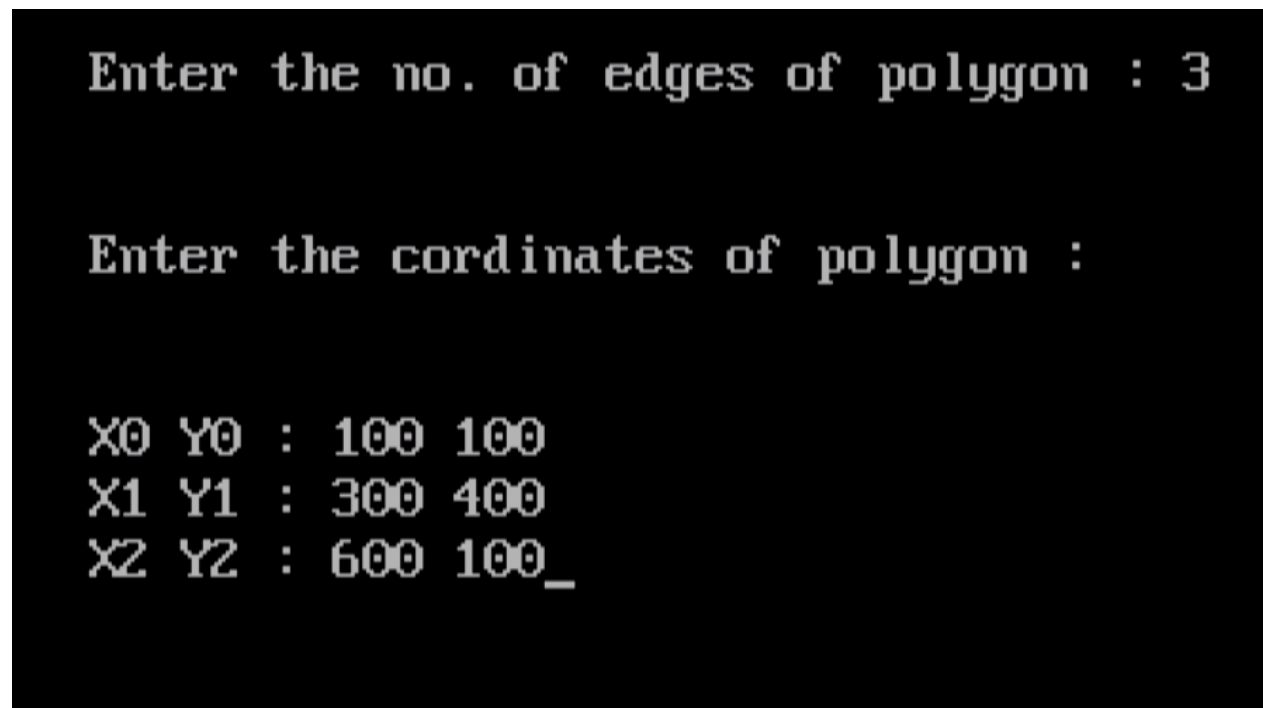 Enter the no. of edges of polygon : 3
Enter the cordinates of polygon :
X0 Y0 : 100 100
X1 Y1 : 300 400
X2 Y2 : 600 100_